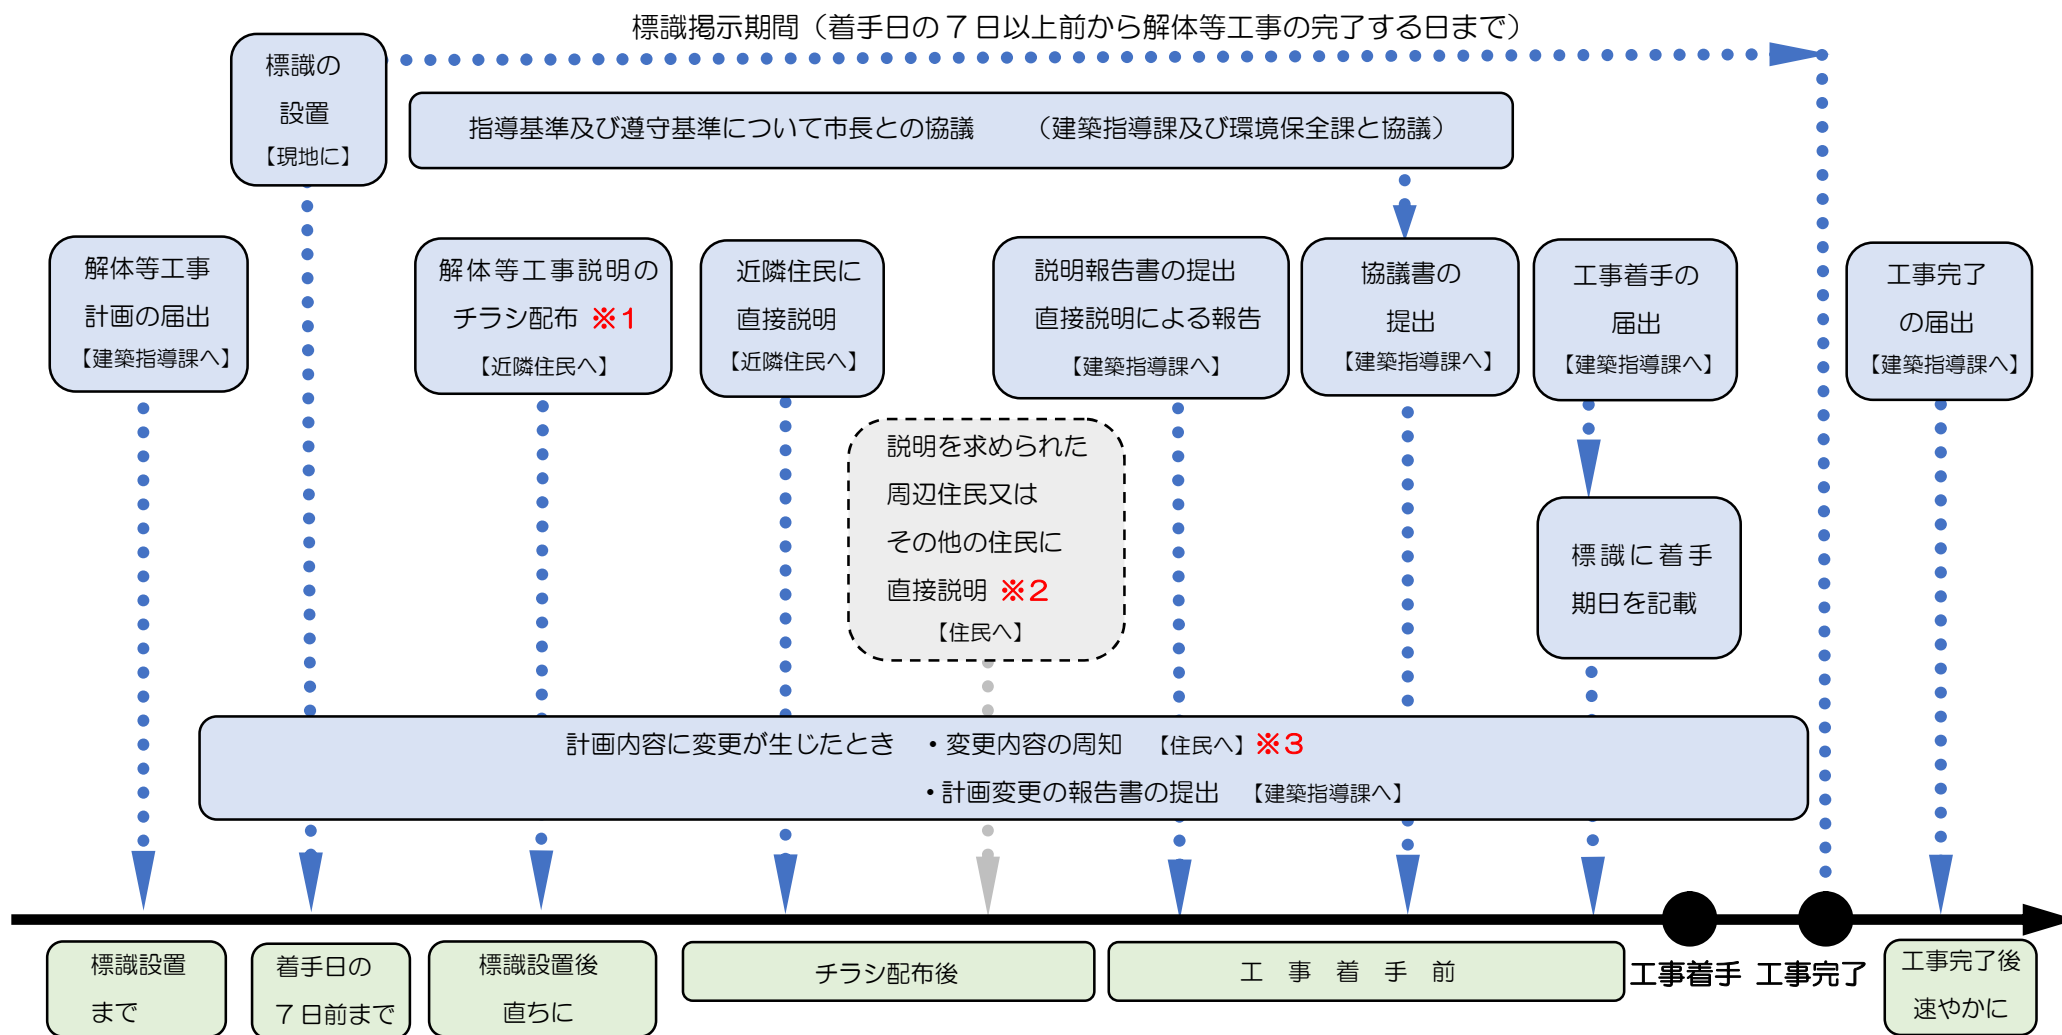 標識掲示期間（着手日の７日以上前から解体等工事の完了する日まで）
標識の
設置
【現地に】
指導基準及び遵守基準について市長との協議　　（建築指導課及び環境保全課と協議）
解体等工事
計画の届出
【建築指導課へ】
解体等工事説明の
チラシ配布 ※１
【近隣住民へ】
近隣住民に
直接説明
【近隣住民へ】
説明を求められた
周辺住民又は
その他の住民に
直接説明 ※２
【住民へ】
説明報告書の提出
直接説明による報告
【建築指導課へ】
協議書の
提出
【建築指導課へ】
工事着手の
届出
【建築指導課へ】
標識に着手
期日を記載
工事完了
の届出
【建築指導課へ】
計画内容に変更が生じたとき　・変更内容の周知　【住民へ】※３
・計画変更の報告書の提出　【建築指導課へ】
標識設置
まで
着手日の
７日前まで
標識設置後
直ちに
チラシ配布後
工　事　着　手　前
工事着手
工事完了
工事完了後
速やかに